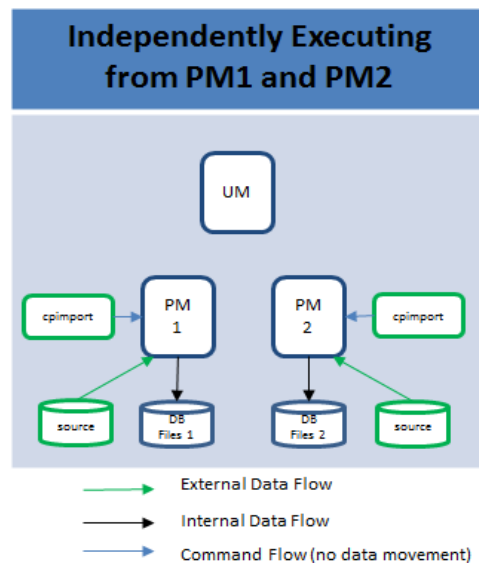 Independently Executing
from PM1 and PM2
UM
cpimport
PM
1
PM
2
cpimport
source
DB
Files 1
DB
Files 2
source
External Data Flow
Internal Data Flow
Command Flow (no data movement)